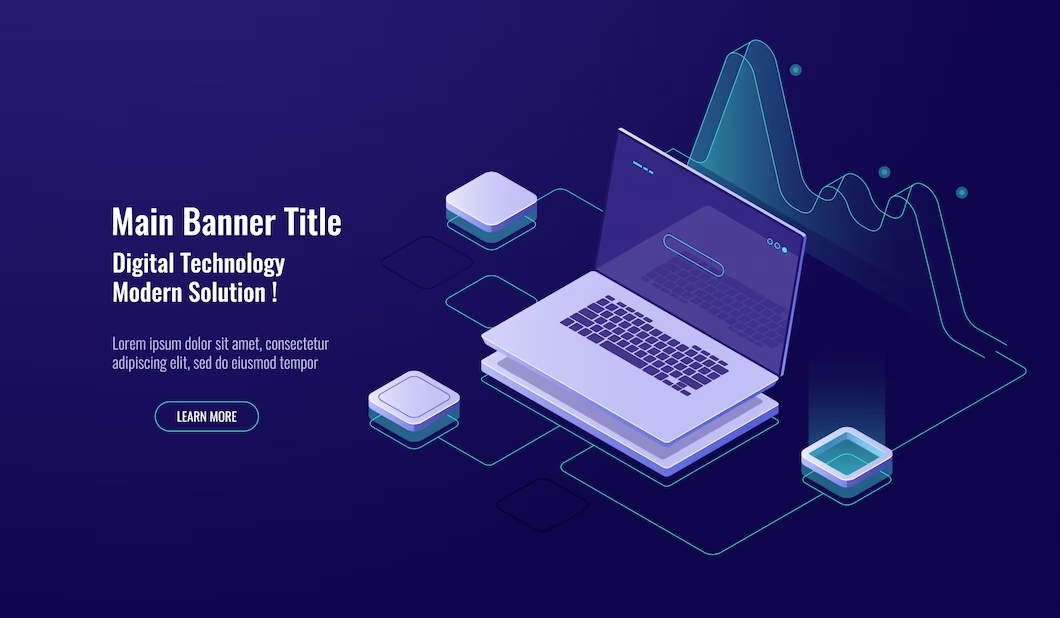 Main Banner Title
Digital Technology
Modern Solution !
Lorem ipsum dolor sit amet, consectetur
adipiscing elit, sed do eiusmod tempor
LEARN MORE